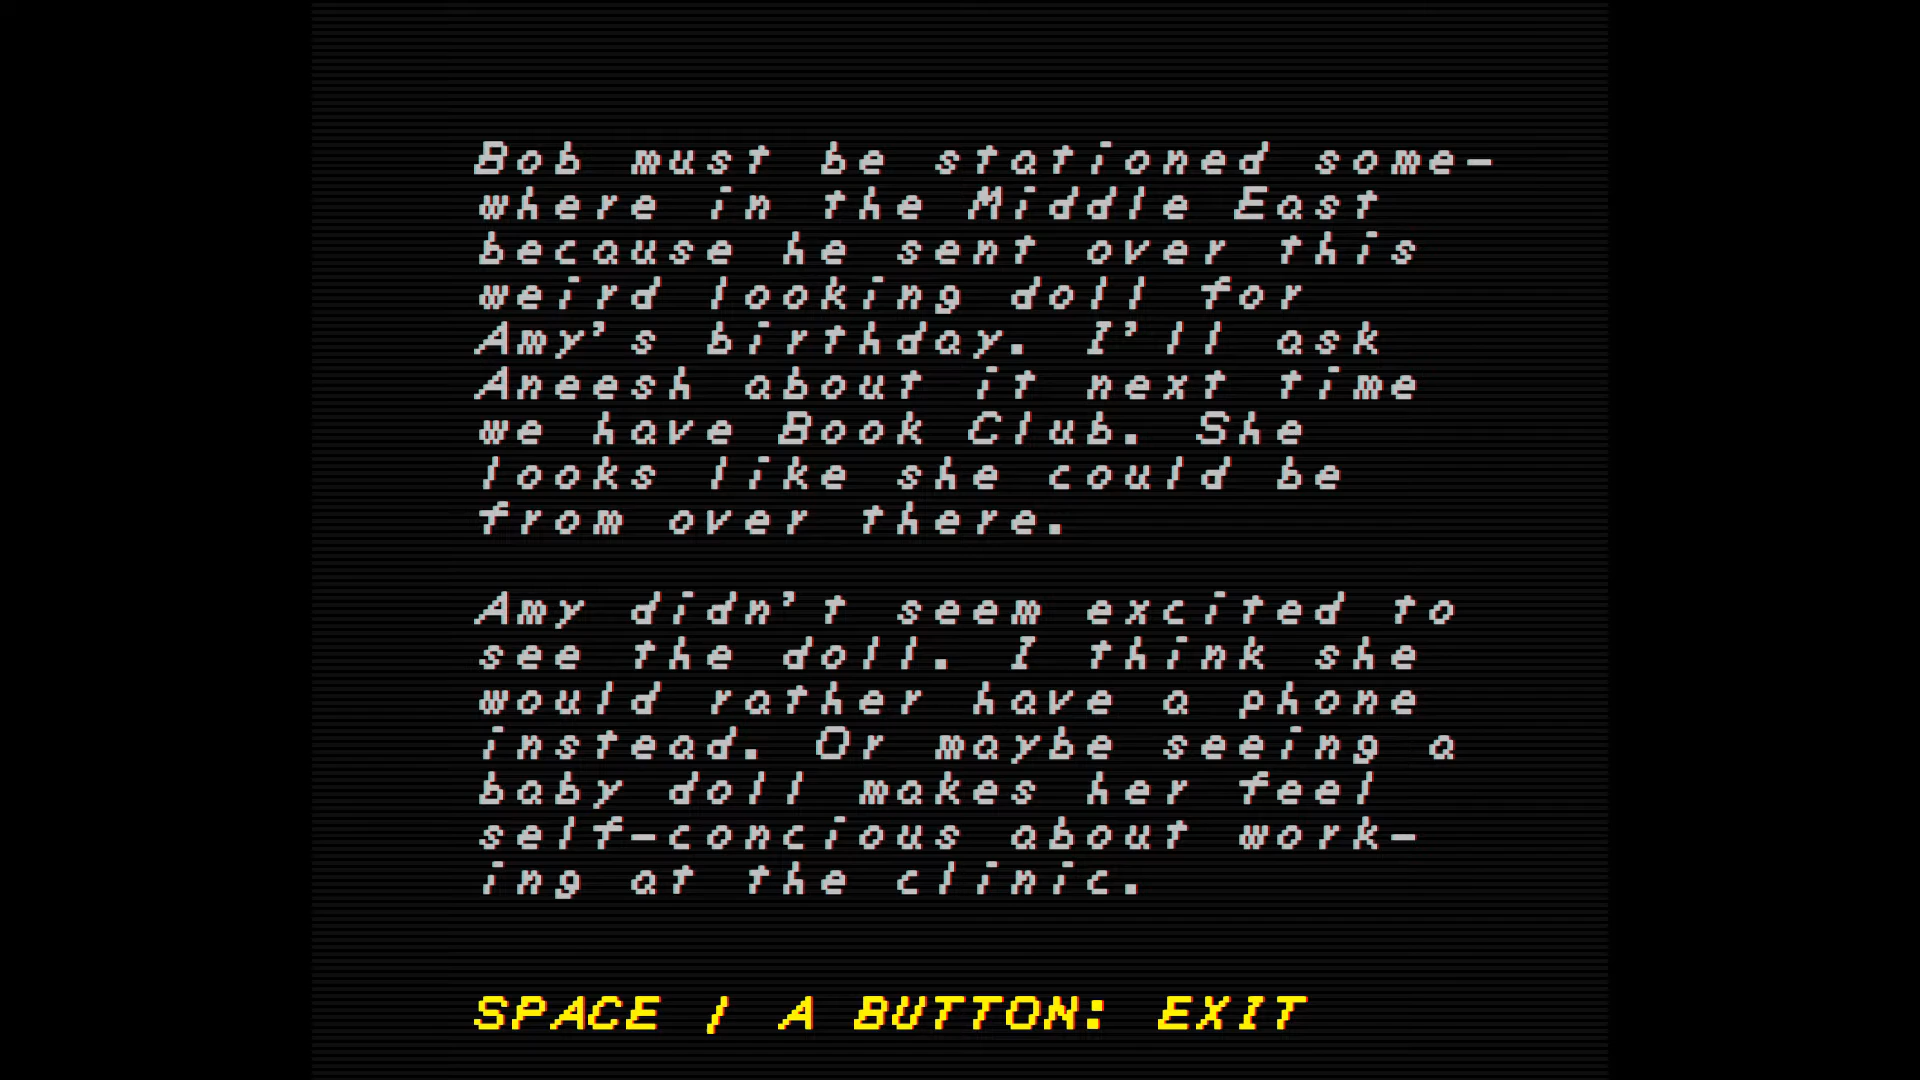 Bob must be stationed some-
where in the Middle East
because he sent over this
weird looking doll for
Amy's birthday. I'll ask
Aneesh about it next time
we have Book Club. She
looks like she could be
from over there.
Amy didn't seem excited to
see the doll. I think she
would rather have a phone
instead. Or maybe seeing a
baby doll makes her feel
self-concious about work-
ing at the clinic.
SPACE / A BUTTON: EXIT